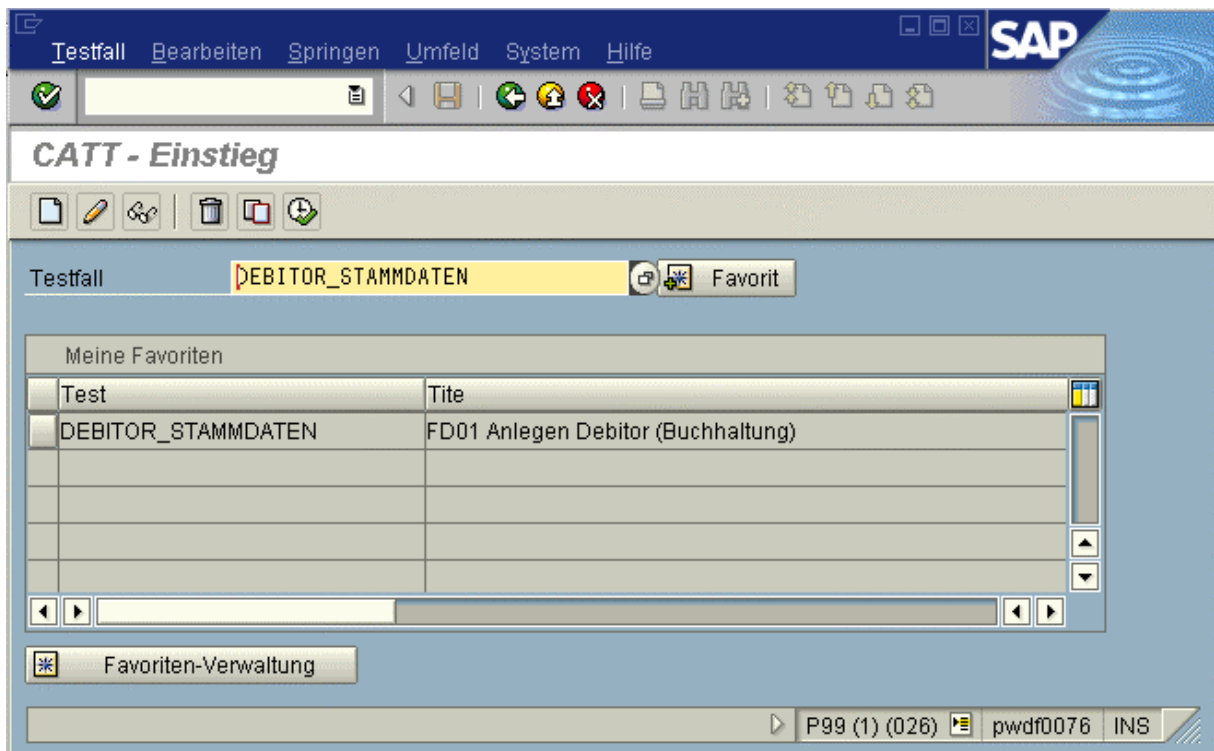 Testfall Bearbeiten Springen Umfeld System Hilfe
SAP
CATT - Einstieg
Testfall DEBITOR_STAMMDATEN Favorit
Meine Favoriten
Test Tite
DEBITOR_STAMMDATEN FD01 Anlegen Debitor (Buchhaltung)
Favoriten-Verwaltung
P99 (1) (026) pwdf0076 INS